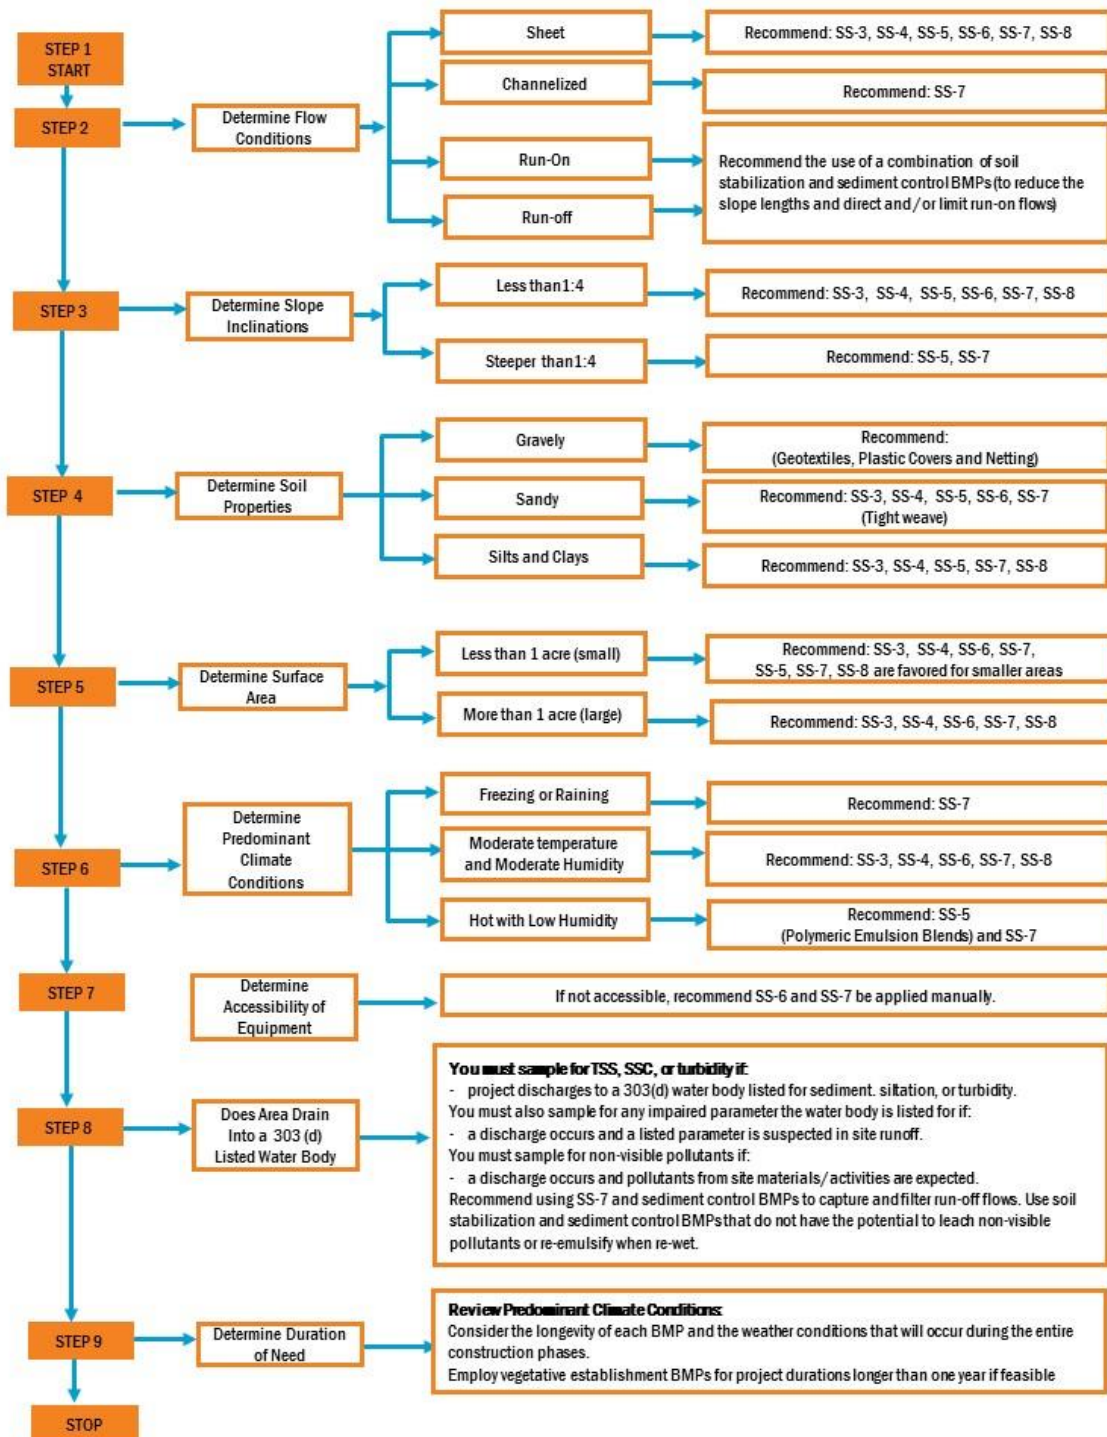 STEP 1
START
Sheet
Recommend: SS-3, SS-4, SS-5, SS-6, SS-7, SS-8
Channelized
Recommend: SS-7
STEP 2
Determine Flow
Conditions
Run-On
Run-off
Recommend the use of a combination of soil
stabilization and sediment control BMPs (to reduce the
slope lengths and direct and/or limit run-on flows)
STEP 3
Determine Slope
Inclinations
Less than 1:4
Recommend: SS-3, SS-4, SS-5, SS-6, SS-7, SS-8
Steeper than 1:4
Recommend: SS-5, SS-7
STEP 4
Determine Soil
Properties
Gravely
Recommend:
(Geotextiles, Plastic Covers and Netting)
Sandy
Recommend: SS-3, SS-4, SS-5, SS-6, SS-7
(Tight weave)
Silts and Clays
Recommend: SS-3, SS-4, SS-5, SS-7, SS-8
STEP 5
Determine Surface
Area
Less than 1 acre (small)
Recommend: SS-3, SS-4, SS-6, SS-7,
SS-5, SS-7, SS-8 are favored for smaller areas
More than 1 acre (large)
Recommend: SS-3, SS-4, SS-6, SS-7, SS-8
STEP 6
Determine
Predominant
Climate
Conditions
Freezing or Raining
Recommend: SS-7
Moderate temperature
and Moderate Humidity
Recommend: SS-3, SS-4, SS-6, SS-7, SS-8
Hot with Low Humidity
Recommend: SS-5
(Polymeric Emulsion Blends) and SS-7
STEP 7
Determine
Accessibility of
Equipment
If not accessible, recommend SS-6 and SS-7 be applied manually.
STEP 8
Does Area Drain
Into a 303 (d)
Listed Water Body
You must sample for TSS, SSC, or turbidity if:
- project discharges to a 303(d) water body listed for sediment. siltation, or turbidity.
You must also sample for any impaired parameter the water body is listed for if:
- a discharge occurs and a listed parameter is suspected in site runoff.
You must sample for non-visible pollutants if:
- a discharge occurs and pollutants from site materials/activities are expected.
Recommend using SS-7 and sediment control BMPs to capture and filter run-off flows. Use soil
stabilization and sediment control BMPs that do not have the potential to leach non-visible
pollutants or re-emulsify when re-wet.
STEP 9
Determine Duration
of Need
Review Predominant Climate Conditions:
Consider the longevity of each BMP and the weather conditions that will occur during the entire
construction phases.
Employ vegetative establishment BMPs for project durations longer than one year if feasible
STOP